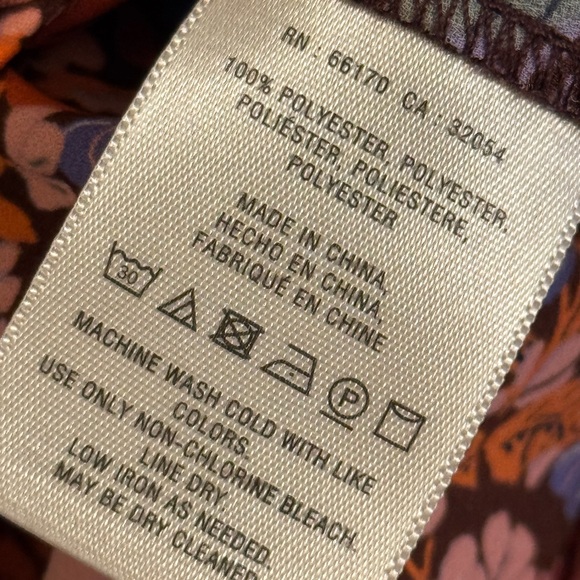 RN : 66170 CA : 32054
100% POLYESTER, POLYESTER,
POLIÉSTER, POLIESTERE,
POLYESTER
MADE IN CHINA,
HECHO EN CHINA,
FABRIQUÉ EN CHINE
30 P
MACHINE WASH COLD WITH LIKE
COLORS.
USE ONLY NON-CHLORINE BLEACH.
LINE DRY.
LOW IRON AS NEEDED.
MAY BE DRY CLEANED